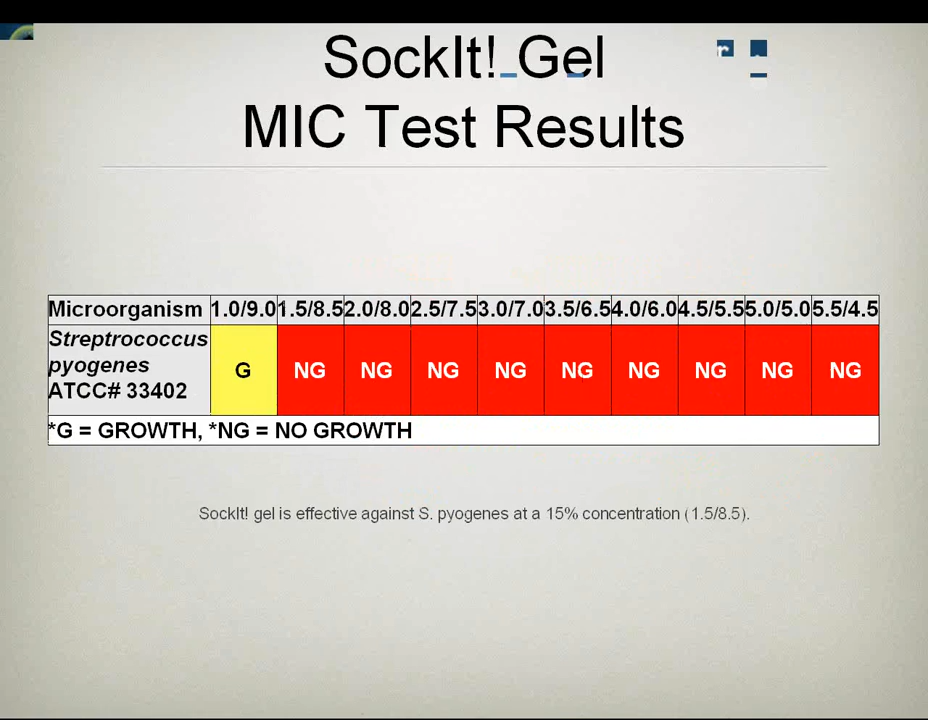 SockIt! Gel
MIC Test Results
Microorganism 1.0/9.0 1.5/8.5 2.0/8.0 2.5/7.5 3.0/7.0 3.5/6.5 4.0/6.0 4.5/5.5 5.0/5.0 5.5/4.5
Streptrococcus
pyogenes
ATCC# 33402
G NG NG NG NG NG NG NG NG NG
*G = GROWTH, *NG = NO GROWTH
SockIt! gel is effective against S. pyogenes at a 15% concentration (1.5/8.5).